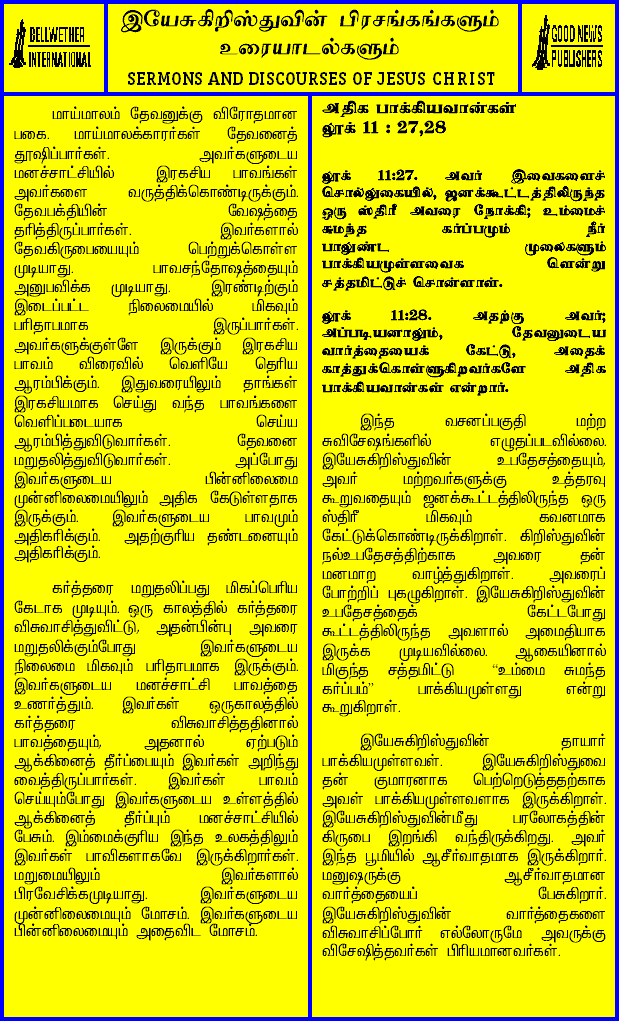 BELLWETHER
INTERNATIONAL
இயேசுகிறிஸ்துவின் பிரசங்கங்களும்
உரையாடல்களும்
SERMONS AND DISCOURSES OF JESUS CHRIST
GOOD NEWS
PUBLISHERS
மாய்மாலம் தேவனுக்கு விரோதமான
பகை. மாய்மாலக்காரர்கள் தேவனைத்
தூஷிப்பார்கள். அவர்களுடைய
மனச்சாட்சியில் இரகசிய பாவங்கள்
அவர்களை வருத்திக்கொண்டிருக்கும்.
தேவபக்தியின் வேஷத்தை
தரித்திருப்பார்கள். இவர்களால்
தேவகிருபையையும் பெற்றுக்கொள்ள
முடியாது. பாவசந்தோஷத்தையும்
அனுபவிக்க முடியாது. இரண்டிற்கும்
இடைப்பட்ட நிலைமையில் மிகவும்
பரிதாபமாக இருப்பார்கள்.
அவர்களுக்குள்ளே இருக்கும் இரகசிய
பாவம் விரைவில் வெளியே தெரிய
ஆரம்பிக்கும். இதுவரையிலும் தாங்கள்
இரகசியமாக செய்து வந்த பாவங்களை
வெளிப்படையாக செய்ய
ஆரம்பித்துவிடுவார்கள். தேவனை
மறுதலித்துவிடுவார்கள். அப்போது
இவர்களுடைய பின்னிலைமை
முன்னிலைமையிலும் அதிக கேடுள்ளதாக
இருக்கும். இவர்களுடைய பாவமும்
அதிகரிக்கும். அதற்குரிய தண்டனையும்
அதிகரிக்கும்.
கர்த்தரை மறுதலிப்பது மிகப்பெரிய
கேடாக முடியும். ஒரு காலத்தில் கர்த்தரை
விசுவாசித்துவிட்டு, அதன்பின்பு அவரை
மறுதலிக்கும்போது இவர்களுடைய
நிலைமை மிகவும் பரிதாபமாக இருக்கும்.
இவர்களுடைய மனச்சாட்சி பாவத்தை
உணர்த்தும். இவர்கள் ஒருகாலத்தில்
கர்த்தரை விசுவாசித்ததினால்
பாவத்தையும், அதனால் ஏற்படும்
ஆக்கினைத் தீர்ப்பையும் இவர்கள் அறிந்து
வைத்திருப்பார்கள். இவர்கள் பாவம்
செய்யும்போது இவர்களுடைய உள்ளத்தில்
ஆக்கினைத் தீர்ப்பும் மனச்சாட்சியில்
பேசும். இம்மைக்குரிய இந்த உலகத்திலும்
இவர்கள் பாவிகளாகவே இருக்கிறார்கள்.
மறுமையிலும் இவர்களால்
பிரவேசிக்கமுடியாது. இவர்களுடைய
முன்னிலைமையும் மோசம். இவர்களுடைய
பின்னிலைமையும் அதைவிட மோசம்.
அதிக பாக்கியவான்கள்
லூக் 11 : 27,28
லூக் 11:27. அவர் இவைகளைச்
சொல்லுகையில், ஜனக்கூட்டத்திலிருந்த
ஒரு ஸ்திரீ அவரை நோக்கி; உம்மைச்
சுமந்த கர்ப்பமும் நீர்
பாலுண்ட முலைகளும்
பாக்கியமுள்ளவைக ளென்று
சத்தமிட்டுச் சொன்னாள்.
லூக் 11:28. அதற்கு அவர்;
அப்படியானாலும், தேவனுடைய
வார்த்தையைக் கேட்டு, அதைக்
காத்துக்கொள்ளுகிறவர்களே அதிக
பாக்கியவான்கள் என்றார்.
இந்த வசனப்பகுதி மற்ற
சுவிசேஷங்களில் எழுதப்படவில்லை.
இயேசுகிறிஸ்துவின் உபதேசத்தையும்,
அவர் மற்றவர்களுக்கு உத்தரவு
கூறுவதையும் ஜனக்கூட்டத்திலிருந்த ஒரு
ஸ்திரீ மிகவும் கவனமாக
கேட்டுக்கொண்டிருக்கிறாள். கிறிஸ்துவின்
நல்உபதேசத்திற்காக அவரை தன்
மனமாற வாழ்த்துகிறாள். அவரைப்
போற்றிப் புகழுகிறாள். இயேசுகிறிஸ்துவின்
உபதேசத்தைக் கேட்டபோது
கூட்டத்திலிருந்த அவளால் அமைதியாக
இருக்க முடியவில்லை. ஆகையினால்
மிகுந்த சத்தமிட்டு “உம்மை சுமந்த
கர்ப்பம்” பாக்கியமுள்ளது என்று
கூறுகிறாள்.
இயேசுகிறிஸ்துவின் தாயார்
பாக்கியமுள்ளவள். இயேசுகிறிஸ்துவை
தன் குமாரனாக பெற்றெடுத்ததற்காக
அவள் பாக்கியமுள்ளவளாக இருக்கிறாள்.
இயேசுகிறிஸ்துவின்மீது பரலோகத்தின்
கிருபை இறங்கி வந்திருக்கிறது. அவர்
இந்த பூமியில் ஆசீர்வாதமாக இருக்கிறார்.
மனுஷருக்கு ஆசீர்வாதமான
வார்த்தையைப் பேசுகிறார்.
இயேசுகிறிஸ்துவின் வார்த்தைகளை
விசுவாசிப்போர் எல்லோருமே அவருக்கு
விசேஷித்தவர்கள் பிரியமானவர்கள்.